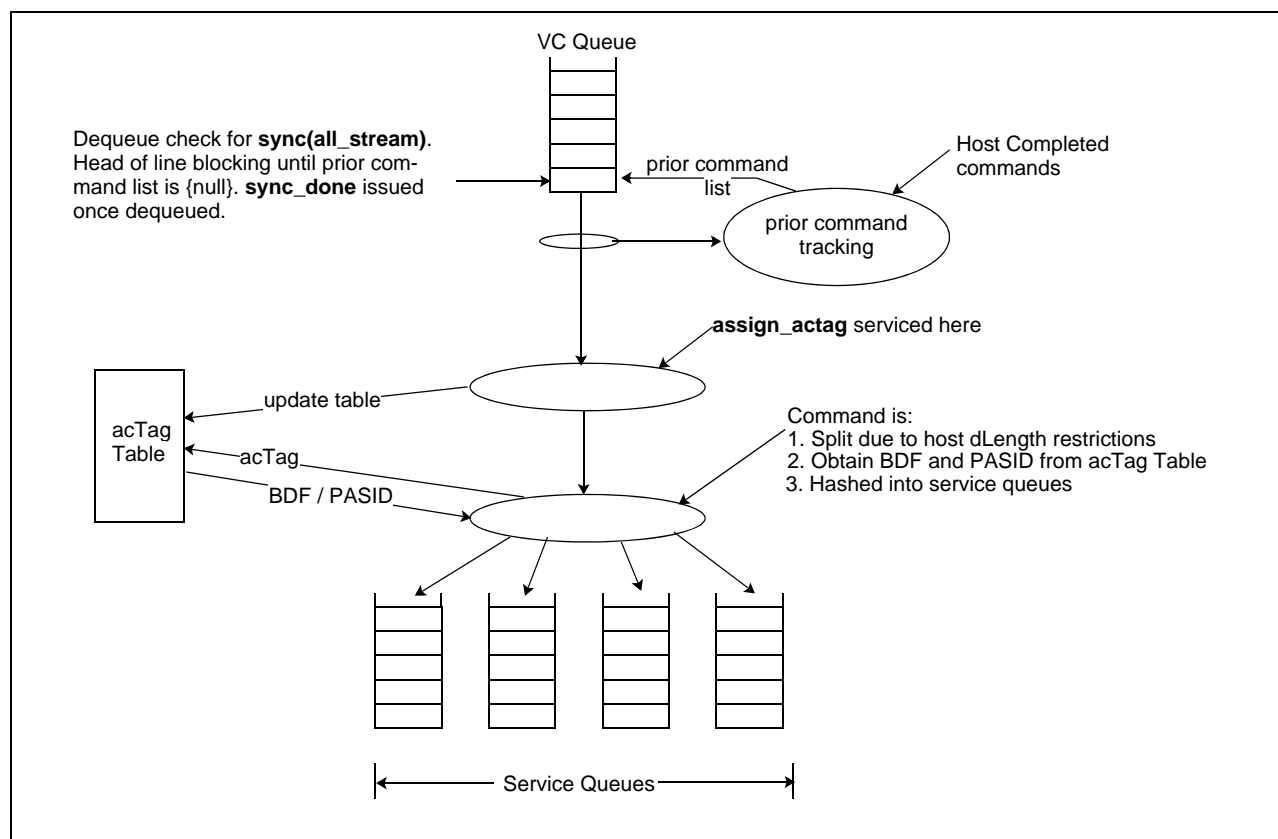 VC Queue
Dequeue check for sync(all_stream).
Head of line blocking until prior com-
mand list is {null}. sync_done issued
once dequeued.
prior command
list
Host Completed
commands
prior command
tracking
assign_actag serviced here
update table
acTag
Table
acTag
BDF / PASID
Command is:
1. Split due to host dLength restrictions
2. Obtain BDF and PASID from acTag Table
3. Hashed into service queues
Service Queues